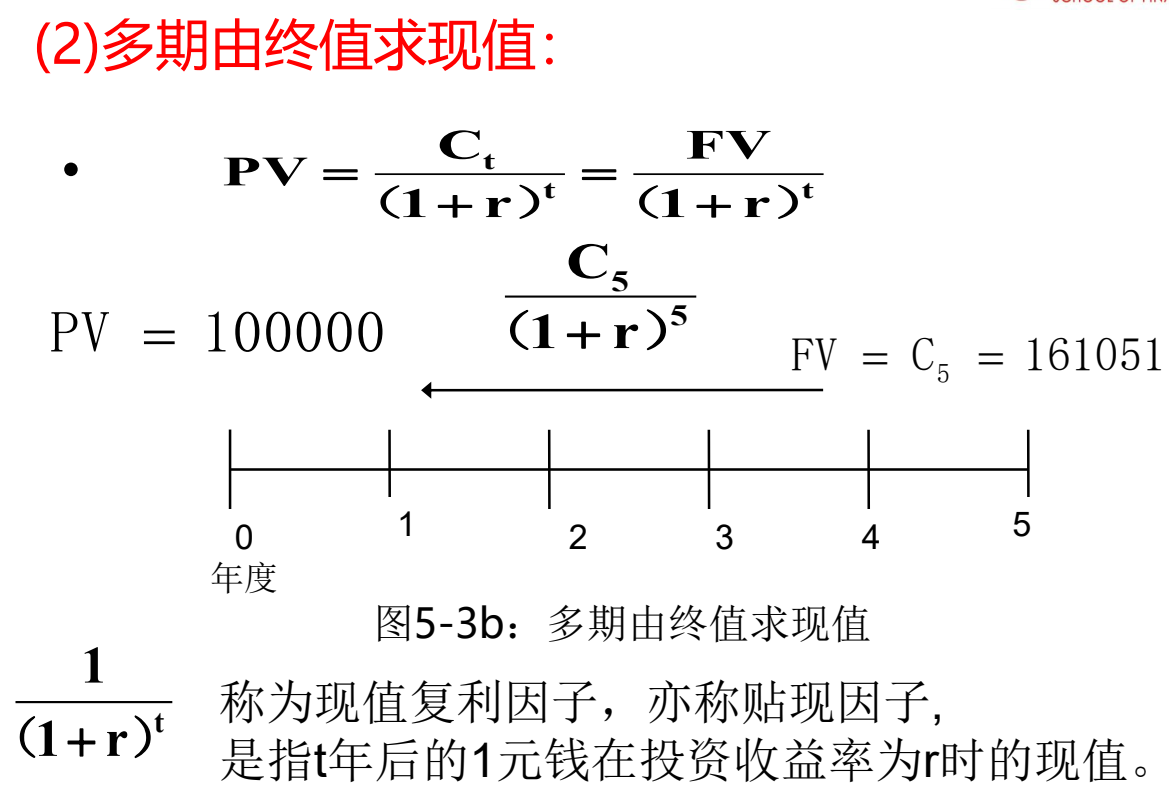 (2)多期由终值求现值：
• PV = C_t / (1+r)^t = FV / (1+r)^t
C_5 / (1+r)^5
PV = 100000
FV = C_5 = 161051
0 1 2 3 4 5
年度
图5-3b：多期由终值求现值
1 / (1+r)^t 称为现值复利因子，亦称贴现因子,
是指t年后的1元钱在投资收益率为r时的现值。